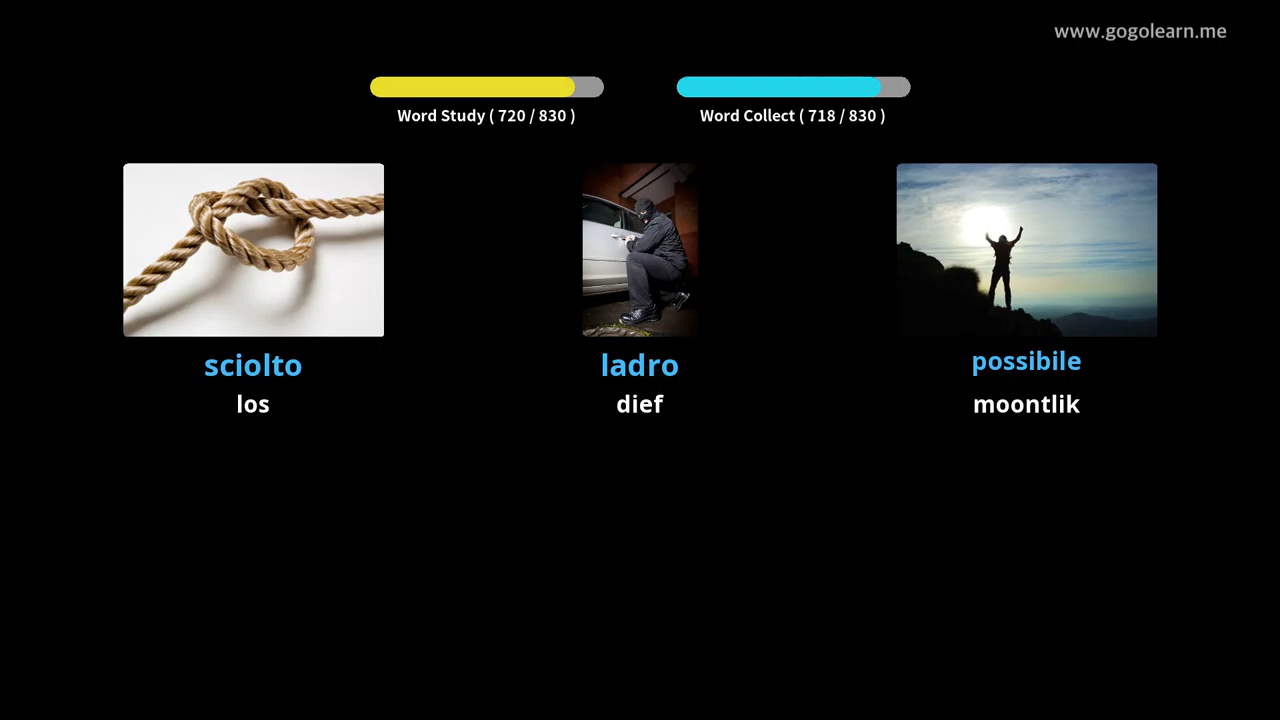 www.gogolearn.me
Word Study ( 720 / 830 )
Word Collect ( 718 / 830 )
sciolto
ladro
possibile
los
dief
moontlik